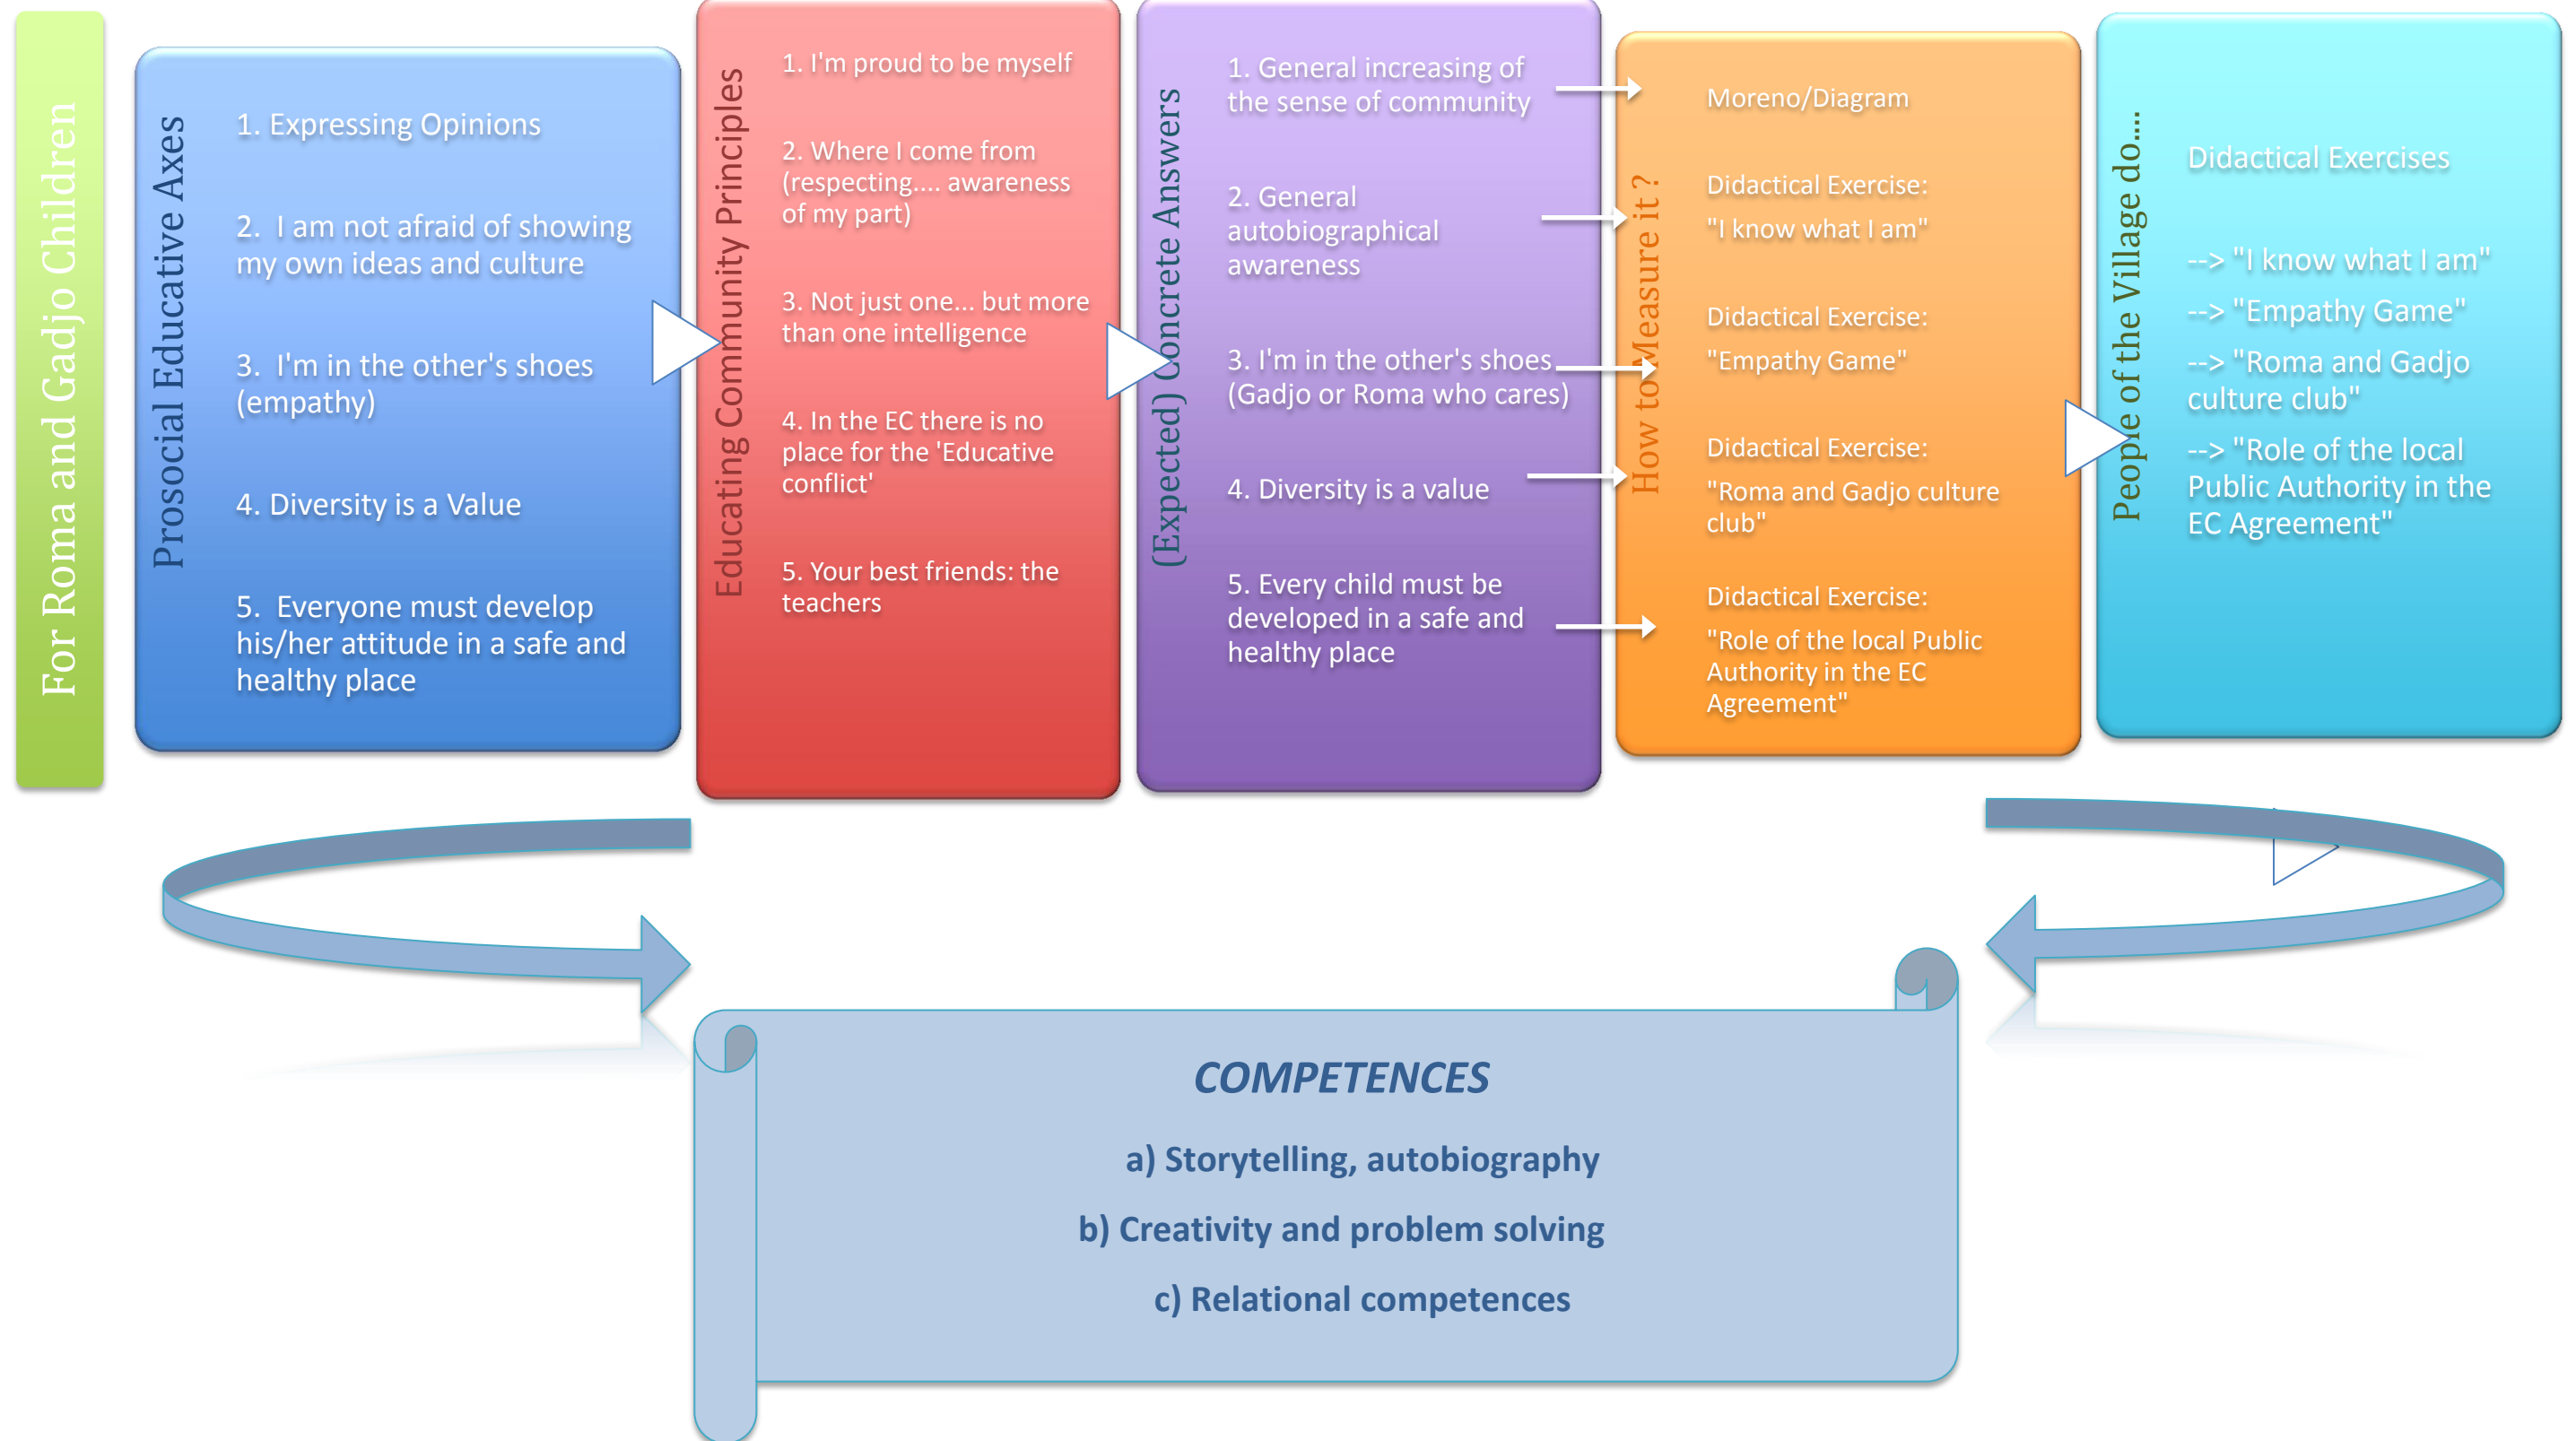 For Roma and Gadjo Children
Prosocial Educative Axes
1. Expressing Opinions
2.  I am not afraid of showing
my own ideas and culture
3.  I'm in the other's shoes
(empathy)
4. Diversity is a Value
5.  Everyone must develop
his/her attitude in a safe and
healthy place
Educating Community Principles
1. I'm proud to be myself
2. Where I come from
(respecting.... awareness
of my part)
3. Not just one... but more
than one intelligence
4. In the EC there is no
place for the 'Educative
conflict'
5. Your best friends: the
teachers
(Expected) Concrete Answers
1. General increasing of
the sense of community
2. General
autobiographical
awareness
3. I'm in the other's shoes
(Gadjo or Roma who cares)
4. Diversity is a value
5. Every child must be
developed in a safe and
healthy place
How to Measure it ?
Moreno/Diagram
Didactical Exercise:
"I know what I am"
Didactical Exercise:
"Empathy Game"
Didactical Exercise:
"Roma and Gadjo culture
club"
Didactical Exercise:
"Role of the local Public
Authority in the EC
Agreement"
People of the Village do....
Didactical Exercises
--> "I know what I am"
--> "Empathy Game"
--> "Roma and Gadjo
culture club"
--> "Role of the local
Public Authority in the
EC Agreement"
COMPETENCES
a) Storytelling, autobiography
b) Creativity and problem solving
c) Relational competences